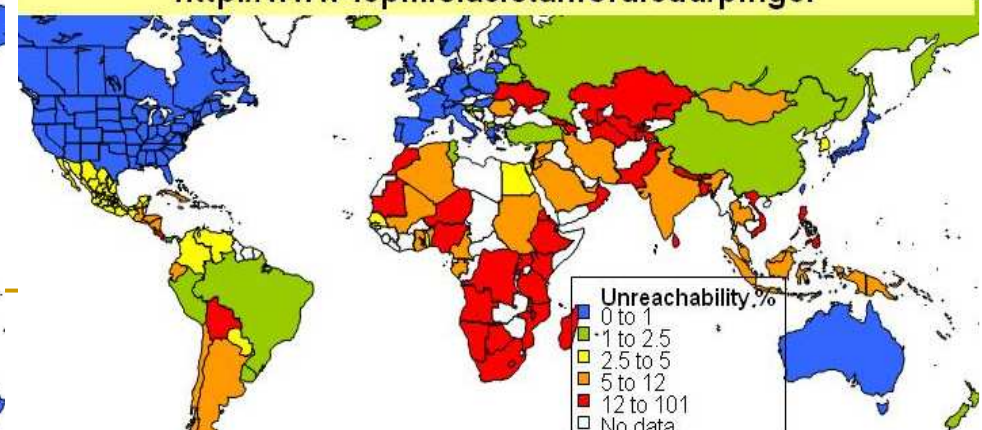 Unreachability,%
0 to 1
1 to 2.5
2.5 to 5
5 to 12
12 to 101
No data